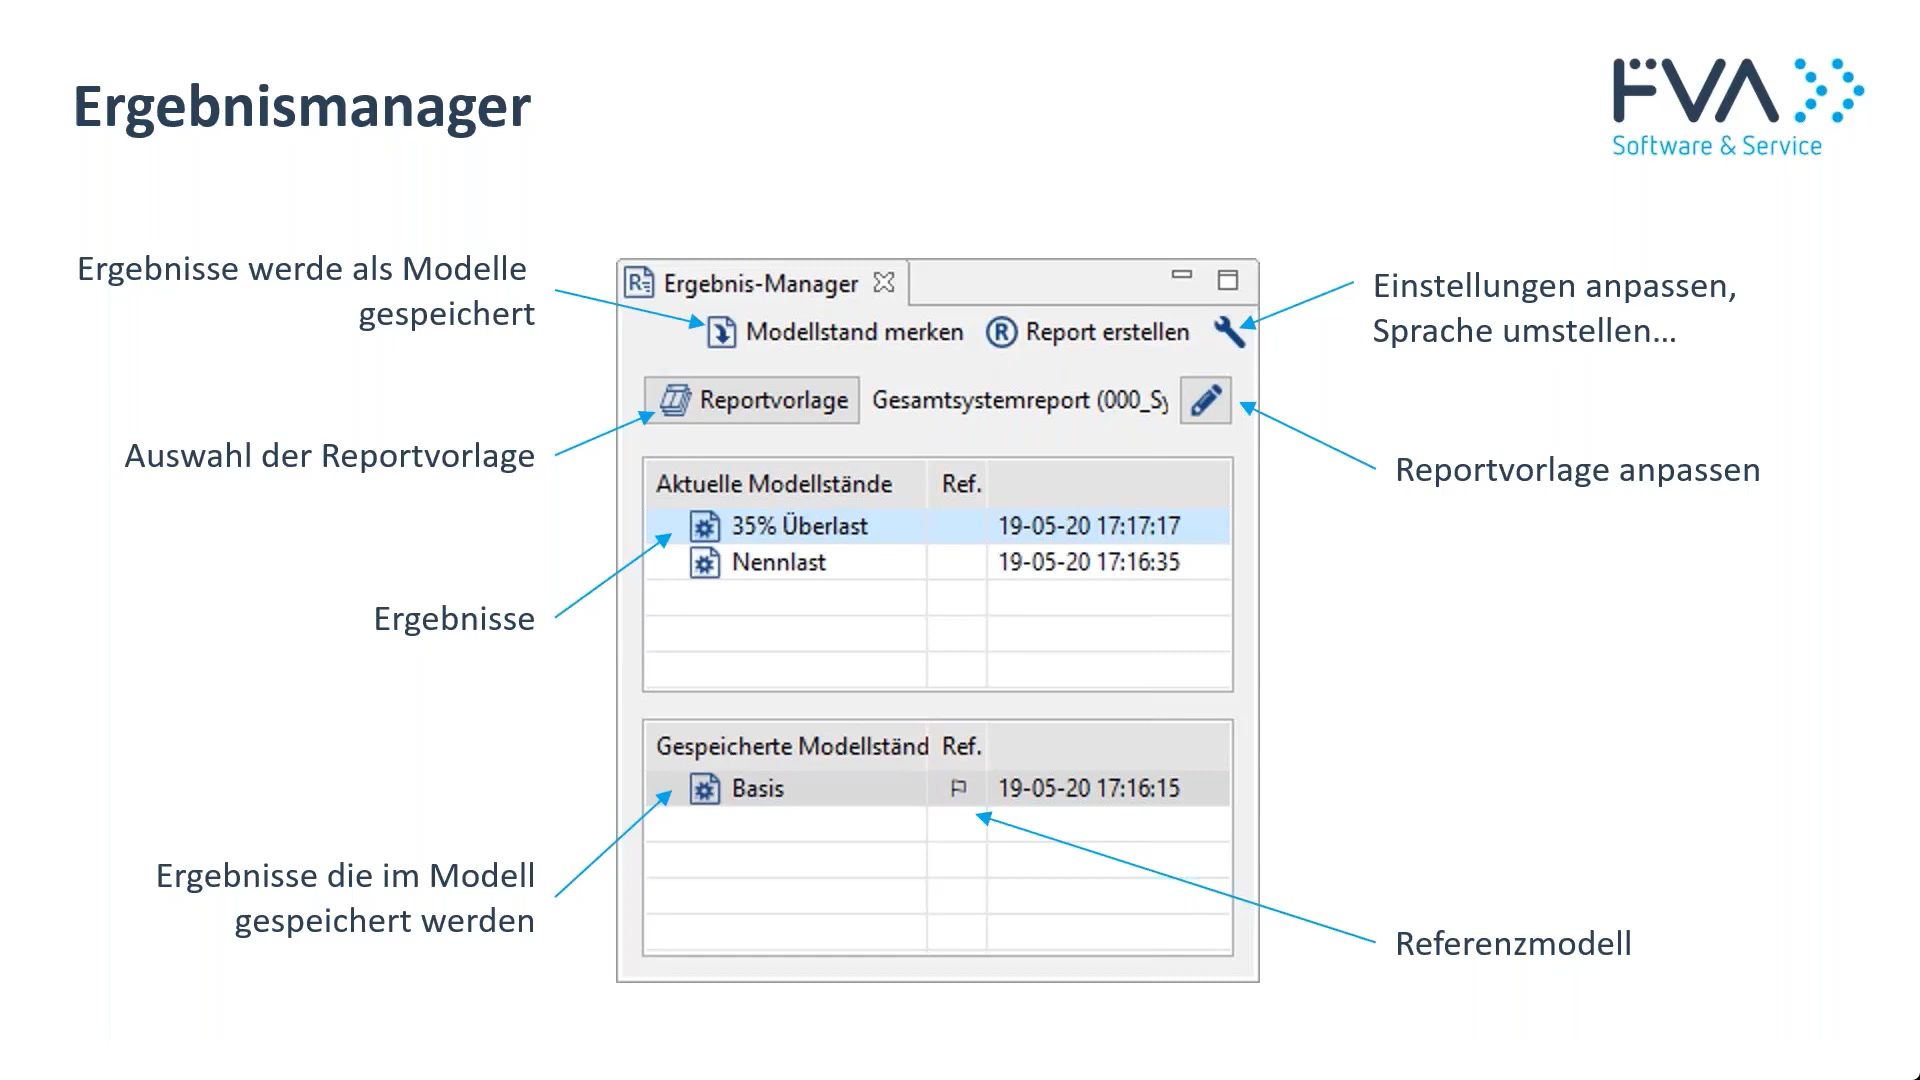 Ergebnismanager
FVA
Software & Service
Ergebnisse werde als Modelle
gespeichert
Auswahl der Reportvorlage
Ergebnisse
Ergebnisse die im Modell
gespeichert werden
Ergebnis-Manager
Modellstand merken
Report erstellen
Reportvorlage
Gesamtsystemreport (000_Sy
Aktuelle Modellstände Ref.
35% Überlast 19-05-20 17:17:17
Nennlast 19-05-20 17:16:35
Gespeicherte Modellständ Ref.
Basis 19-05-20 17:16:15
Einstellungen anpassen,
Sprache umstellen...
Reportvorlage anpassen
Referenzmodell